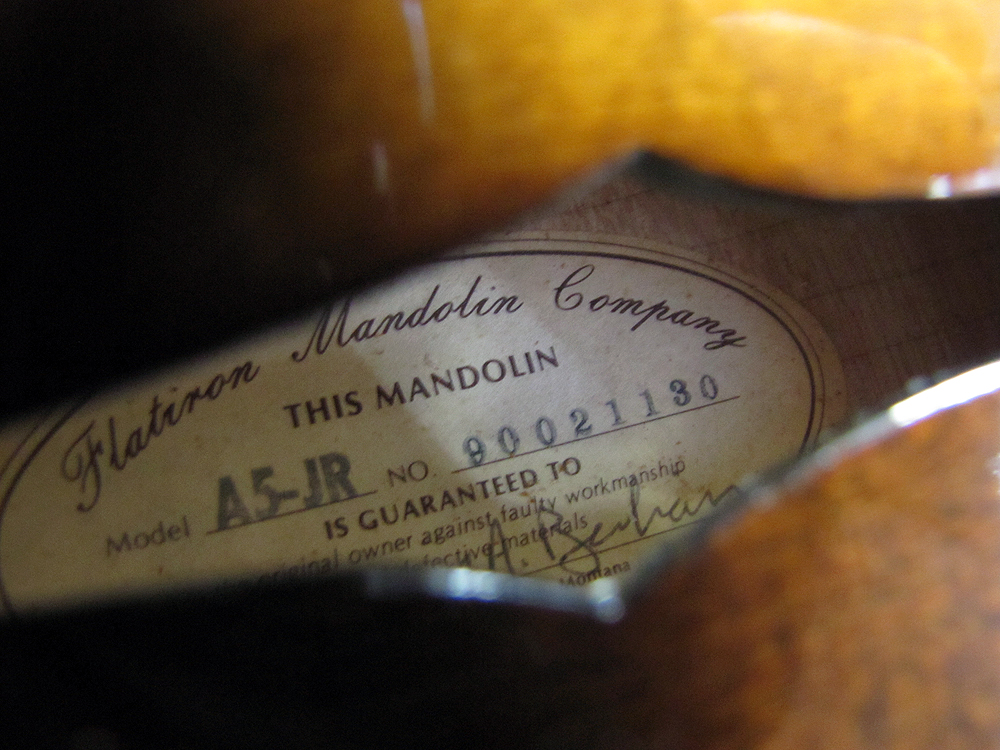 Flatiron Mandolin Company
THIS MANDOLIN
Model A5-JR NO. 90021130
IS GUARANTEED TO
original owner against faulty workmanship
defective materials
Montana